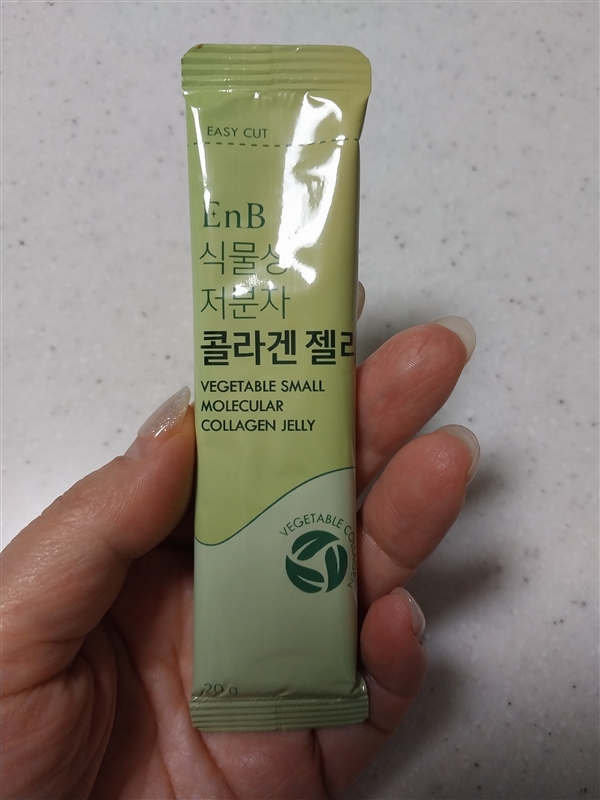 EASY CUT
EnB
식물성
저분자
콜라겐 젤리
VEGETABLE SMALL
MOLECULAR
COLLAGEN JELLY
VEGETABLE COLLAGEN
20 g